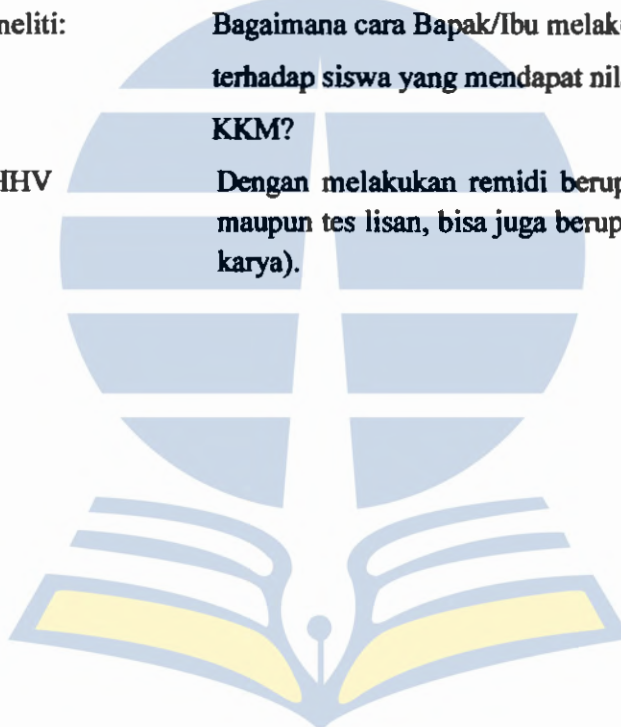 neliti: Bagaimana cara Bapak/Ibu melak
terhadap siswa yang mendapat nil
KKM?
HHV Dengan melakukan remidi berup
maupun tes lisan, bisa juga berup
karya).